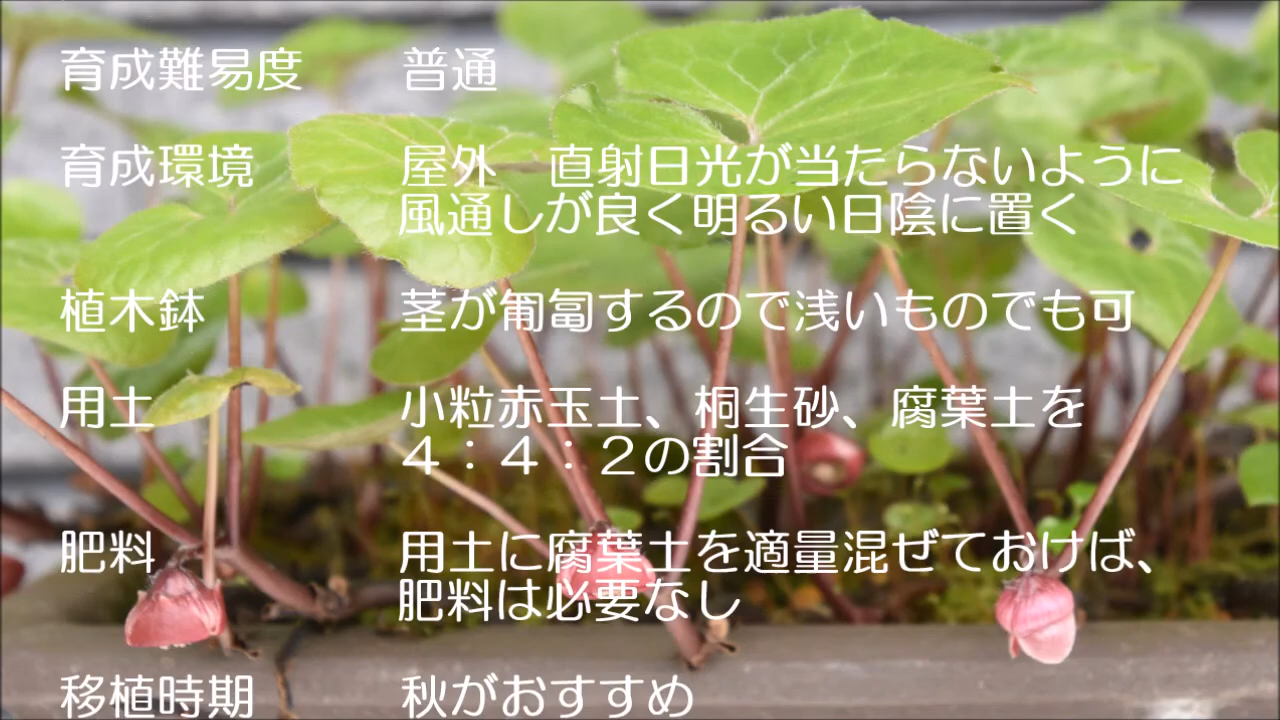 育成難易度　普通
育成環境　屋外　直射日光が当たらないように
風通しが良く明るい日陰に置く
植木鉢　茎が匍匐するので浅いものでも可
用土　小粒赤玉土、桐生砂、腐葉土を
４：４：２の割合
肥料　用土に腐葉土を適量混ぜておけば、
肥料は必要なし
移植時期　秋がおすすめ